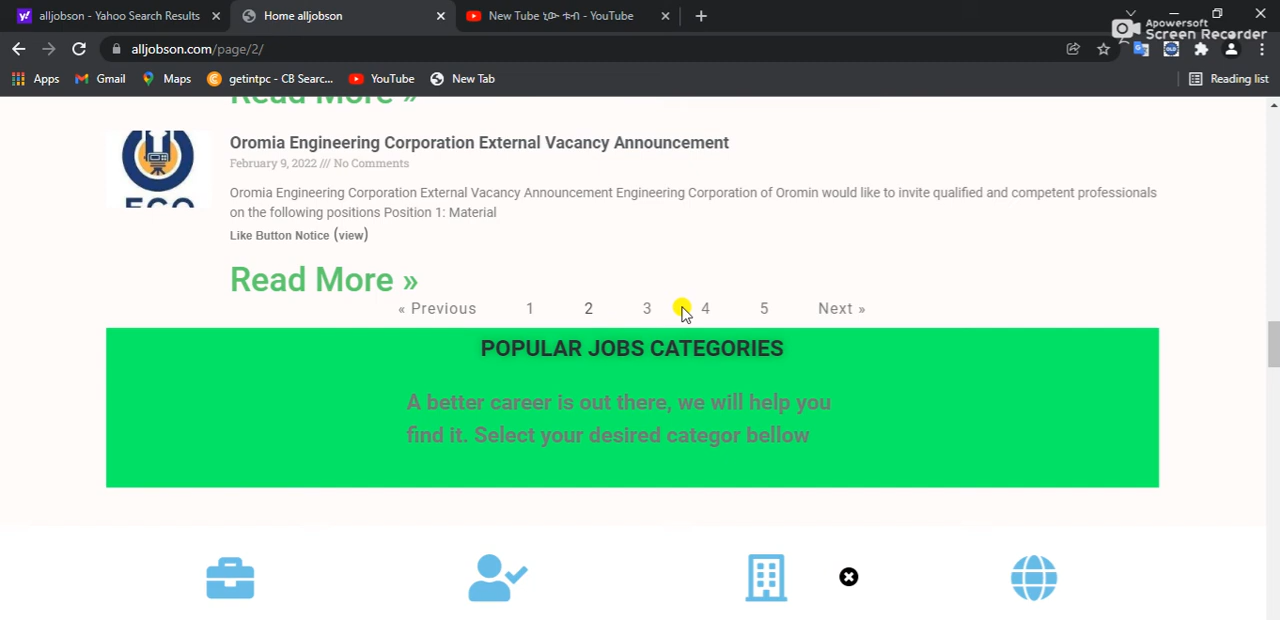 alljobson - Yahoo Search Results
Home alljobson
New Tube ኒው ቱብ - YouTube
Apowersoft
Screen Recorder
alljobson.com/page/2/
Apps
Gmail
Maps
getintpc - CB Searc...
YouTube
New Tab
Reading list
Read More »
Oromia Engineering Corporation External Vacancy Announcement
February 9, 2022 /// No Comments
Oromia Engineering Corporation External Vacancy Announcement Engineering Corporation of Oromin would like to invite qualified and competent professionals
on the following positions Position 1: Material
Like Button Notice (view)
Read More »
« Previous 1 2 3 4 5 Next »
POPULAR JOBS CATEGORIES
A better career is out there, we will help you
find it. Select your desired categor bellow